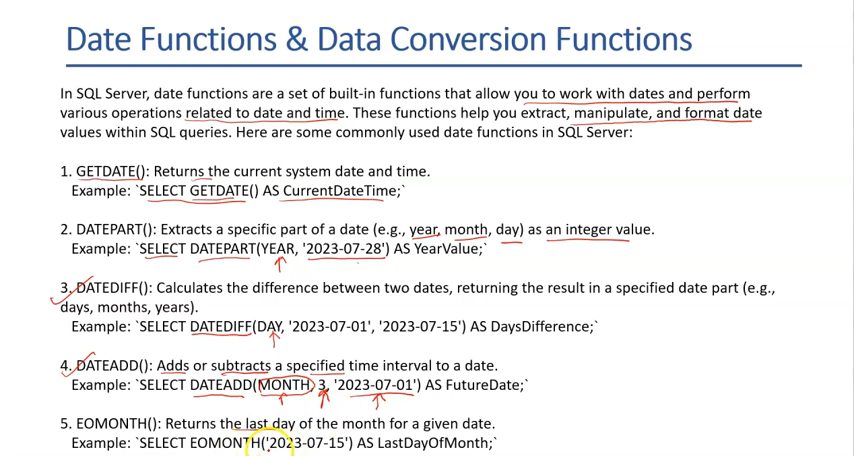 Date Functions & Data Conversion Functions
In SQL Server, date functions are a set of built-in functions that allow you to work with dates and perform
various operations related to date and time. These functions help you extract, manipulate, and format date
values within SQL queries. Here are some commonly used date functions in SQL Server:
1. GETDATE(): Returns the current system date and time.
Example: `SELECT GETDATE() AS CurrentDateTime;`
2. DATEPART(): Extracts a specific part of a date (e.g., year, month, day) as an integer value.
Example: `SELECT DATEPART(YEAR, '2023-07-28') AS YearValue;`
3. DATEDIFF(): Calculates the difference between two dates, returning the result in a specified date part (e.g.,
days, months, years).
Example: `SELECT DATEDIFF(DAY, '2023-07-01', '2023-07-15') AS DaysDifference;`
4. DATEADD(): Adds or subtracts a specified time interval to a date.
Example: `SELECT DATEADD(MONTH, 3, '2023-07-01') AS FutureDate;`
5. EOMONTH(): Returns the last day of the month for a given date.
Example: `SELECT EOMONTH('2023-07-15') AS LastDayOfMonth;`